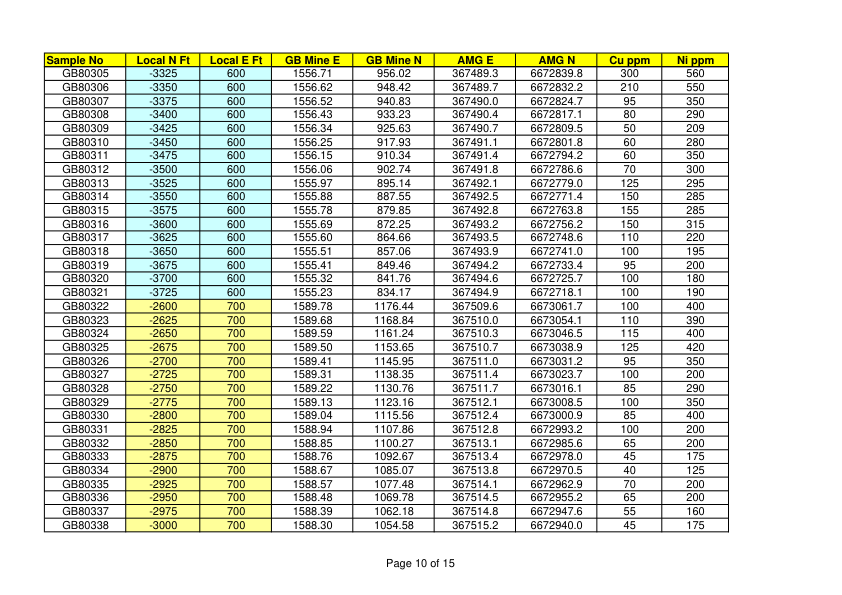 Sample No Local N Ft Local E Ft GB Mine E GB Mine N AMG E AMG N Cu ppm Ni ppm
GB80305 -3325 600 1556.71 956.02 367489.3 6672839.8 300 560
GB80306 -3350 600 1556.62 948.42 367489.7 6672832.2 210 550
GB80307 -3375 600 1556.52 940.83 367490.0 6672824.7 95 350
GB80308 -3400 600 1556.43 933.23 367490.4 6672817.1 80 290
GB80309 -3425 600 1556.34 925.63 367490.7 6672809.5 50 209
GB80310 -3450 600 1556.25 917.93 367491.1 6672801.8 60 280
GB80311 -3475 600 1556.15 910.34 367491.4 6672794.2 60 350
GB80312 -3500 600 1556.06 902.74 367491.8 6672786.6 70 300
GB80313 -3525 600 1555.97 895.14 367492.1 6672779.0 125 295
GB80314 -3550 600 1555.88 887.55 367492.5 6672771.4 150 285
GB80315 -3575 600 1555.78 879.85 367492.8 6672763.8 155 285
GB80316 -3600 600 1555.69 872.25 367493.2 6672756.2 150 315
GB80317 -3625 600 1555.60 864.66 367493.5 6672748.6 110 220
GB80318 -3650 600 1555.51 857.06 367493.9 6672741.0 100 195
GB80319 -3675 600 1555.41 849.46 367494.2 6672733.4 95 200
GB80320 -3700 600 1555.32 841.76 367494.6 6672725.7 100 180
GB80321 -3725 600 1555.23 834.17 367494.9 6672718.1 100 190
GB80322 -2600 700 1589.78 1176.44 367509.6 6673061.7 100 400
GB80323 -2625 700 1589.68 1168.84 367510.0 6673054.1 110 390
GB80324 -2650 700 1589.59 1161.24 367510.3 6673046.5 115 400
GB80325 -2675 700 1589.50 1153.65 367510.7 6673038.9 125 420
GB80326 -2700 700 1589.41 1145.95 367511.0 6673031.2 95 350
GB80327 -2725 700 1589.31 1138.35 367511.4 6673023.7 100 200
GB80328 -2750 700 1589.22 1130.76 367511.7 6673016.1 85 290
GB80329 -2775 700 1589.13 1123.16 367512.1 6673008.5 100 350
GB80330 -2800 700 1589.04 1115.56 367512.4 6673000.9 85 400
GB80331 -2825 700 1588.94 1107.86 367512.8 6672993.2 100 200
GB80332 -2850 700 1588.85 1100.27 367513.1 6672985.6 65 200
GB80333 -2875 700 1588.76 1092.67 367513.4 6672978.0 45 175
GB80334 -2900 700 1588.67 1085.07 367513.8 6672970.5 40 125
GB80335 -2925 700 1588.57 1077.48 367514.1 6672962.9 70 200
GB80336 -2950 700 1588.48 1069.78 367514.5 6672955.2 65 200
GB80337 -2975 700 1588.39 1062.18 367514.8 6672947.6 55 160
GB80338 -3000 700 1588.30 1054.58 367515.2 6672940.0 45 175
Page 10 of 15